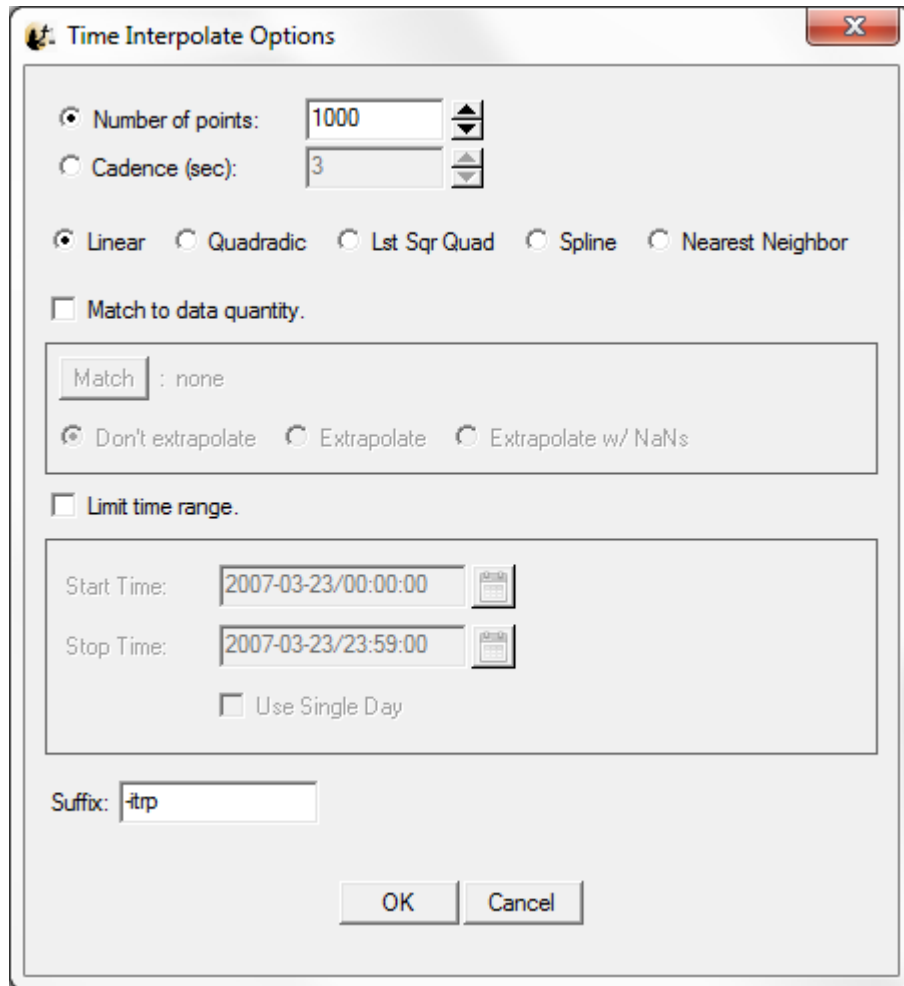 Time Interpolate Options
Number of points: 1000
Cadence (sec): 3
Linear Quadradic Lst Sqr Quad Spline Nearest Neighbor
Match to data quantity.
Match : none
Don't extrapolate Extrapolate Extrapolate w/ NaNs
Limit time range.
Start Time: 2007-03-23/00:00:00
Stop Time: 2007-03-23/23:59:00
Use Single Day
Suffix: -itrp
OK Cancel